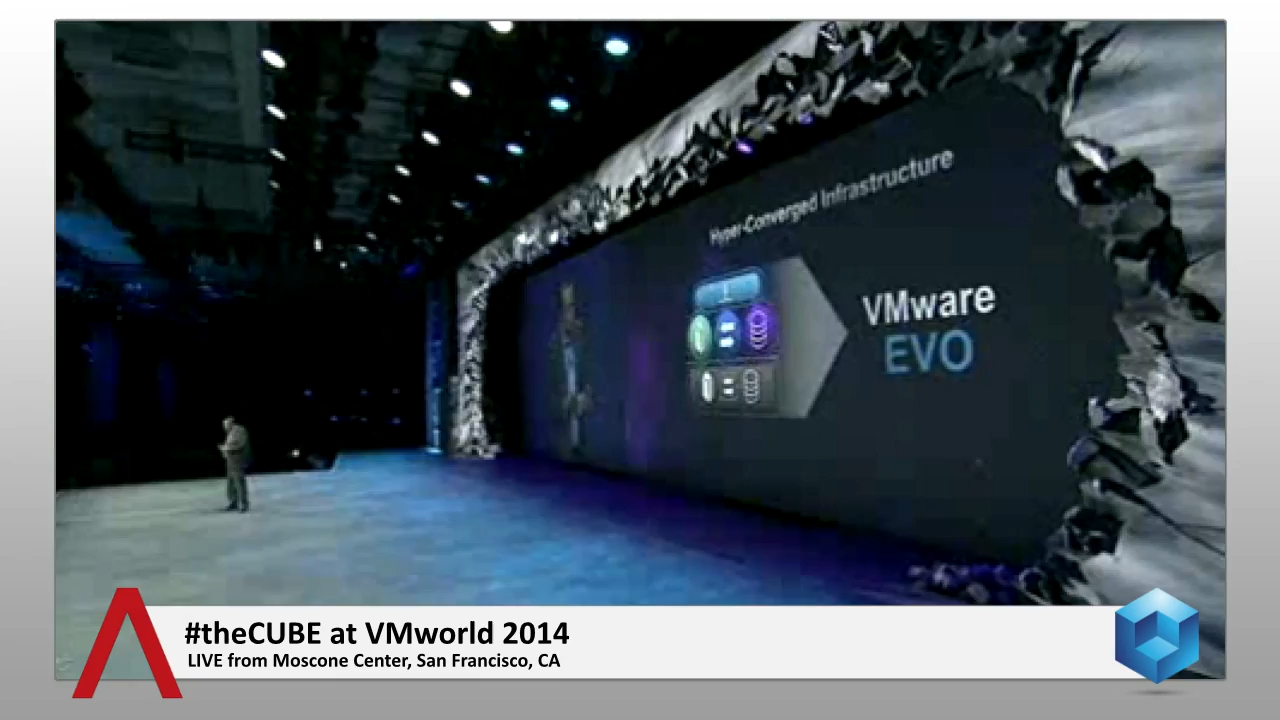 Hyper-Converged Infrastructure
VMware
EVO
#theCUBE at VMworld 2014
LIVE from Moscone Center, San Francisco, CA